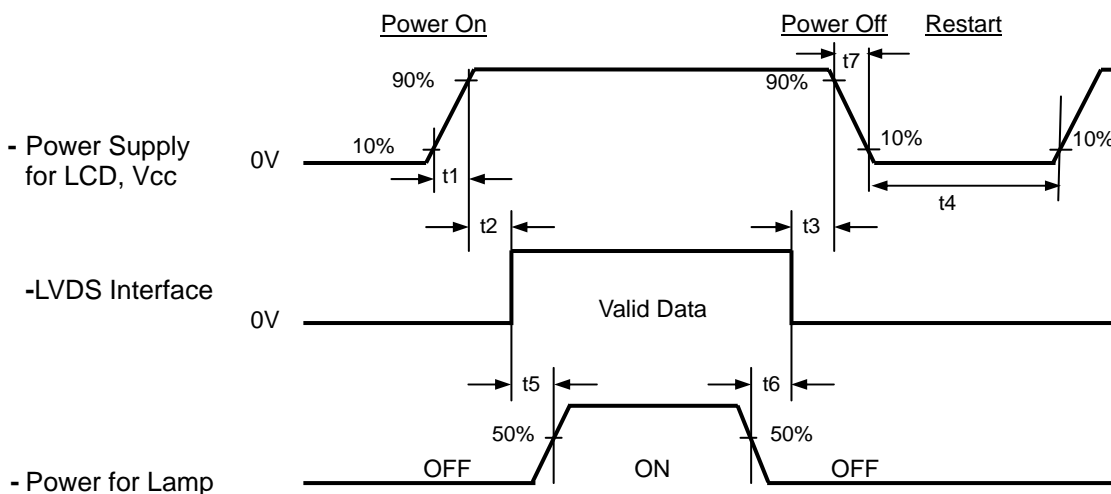 Power On
Power Off
Restart
t7
90%
90%
- Power Supply
for LCD, Vcc
0V
10%
10%
10%
t1
t4
t2
t3
-LVDS Interface
0V
Valid Data
t5
t6
50%
50%
- Power for Lamp
OFF
ON
OFF